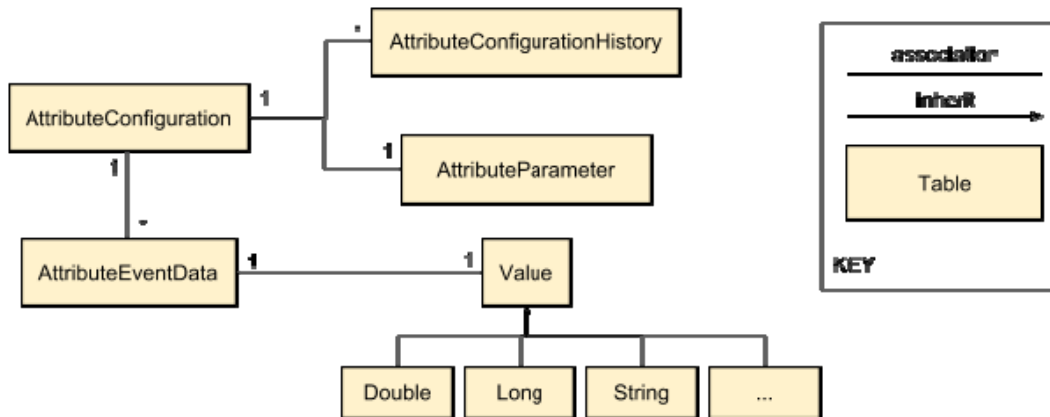 AttributeConfigurationHistory
association
1
AttributeConfiguration
inherit
1
AttributeParameter
1
Table
*
AttributeEventData
1
1
Value
KEY
Double
Long
String
...